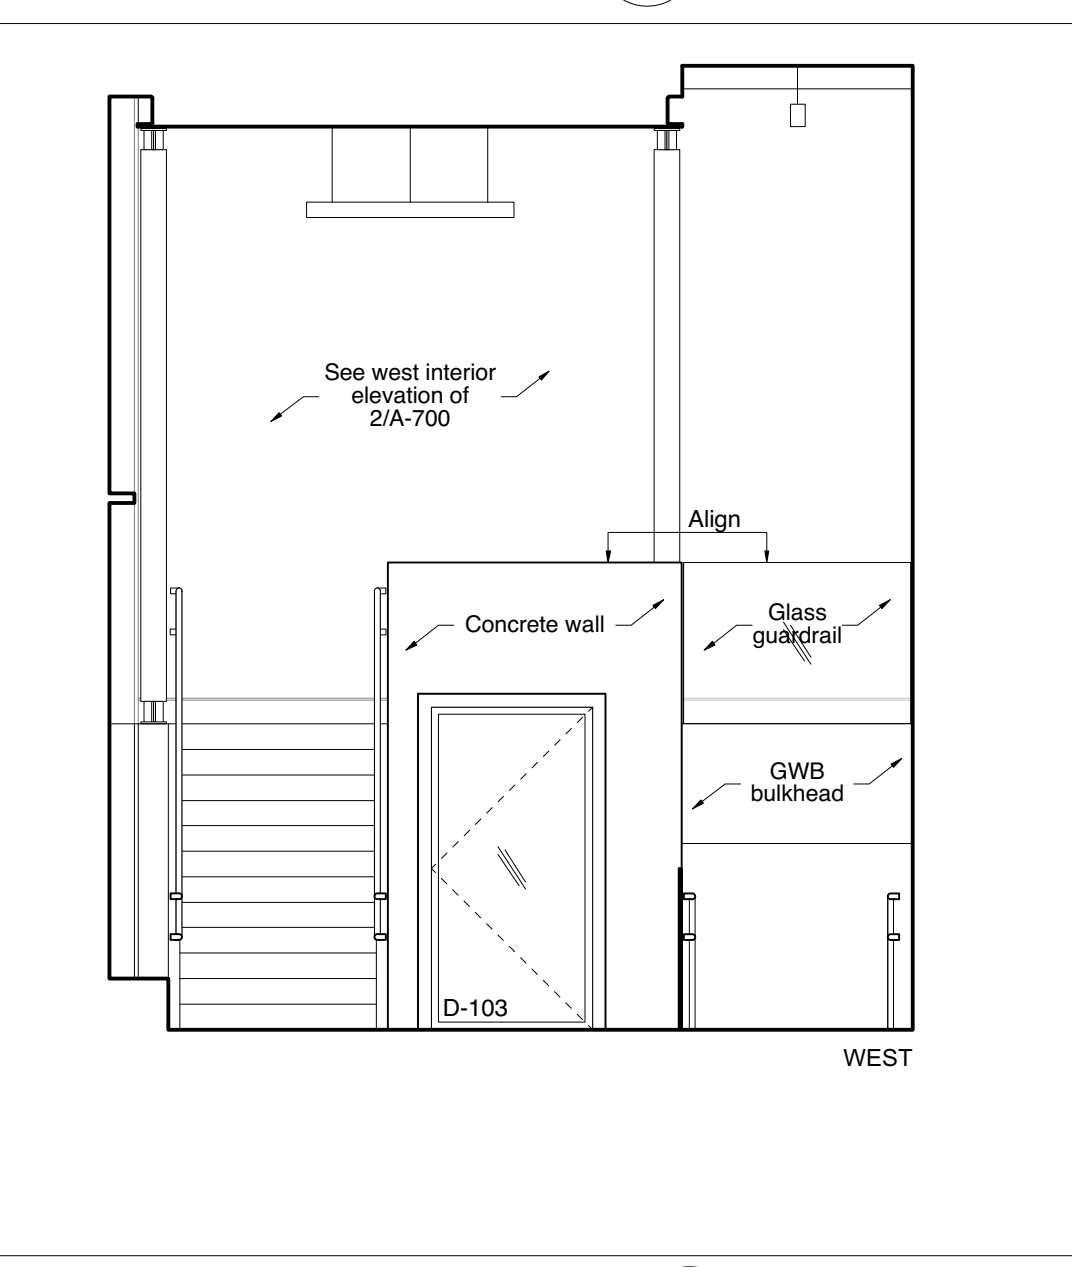 See west interior
elevation of
2/A-700
Align
Concrete wall
Glass
guardrail
GWB
bulkhead
D-103
WEST